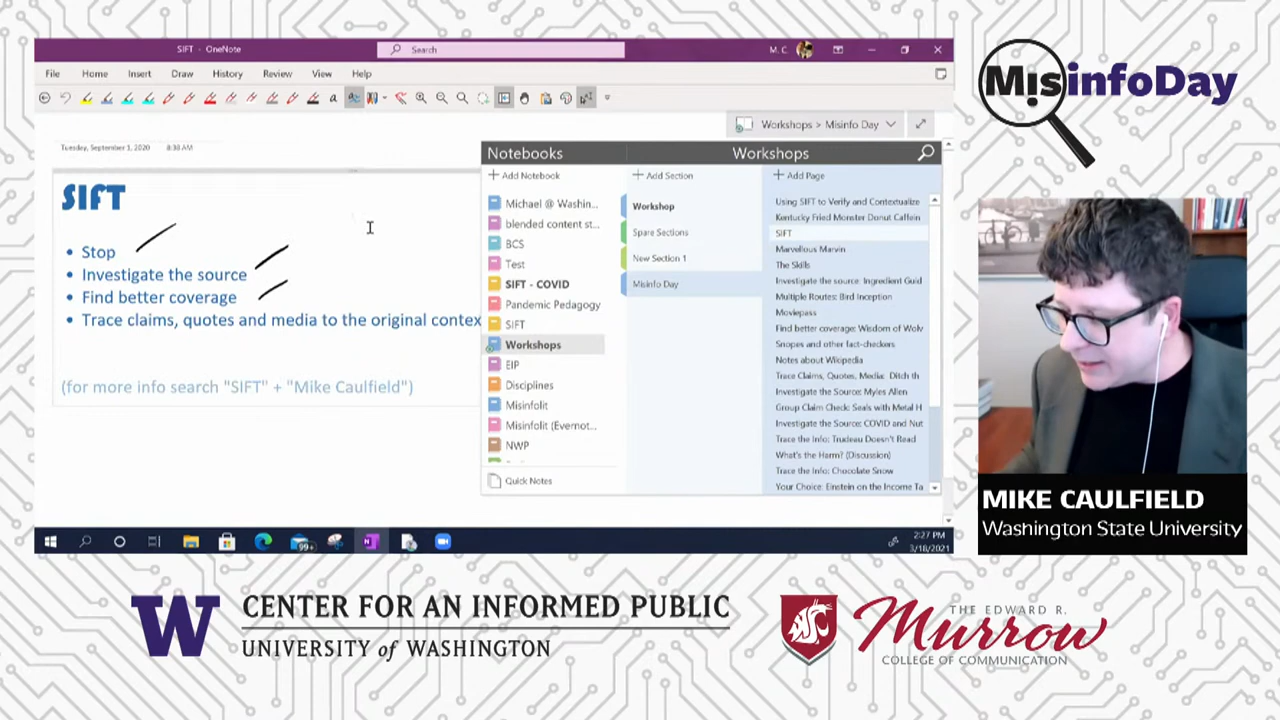 SIFT - OneNote
Search
M. C.
File Home Insert Draw History Review View Help
Workshops > Misinfo Day
Tuesday, September 1, 2020 8:38 AM
SIFT
• Stop
• Investigate the source
• Find better coverage
• Trace claims, quotes and media to the original contex
(for more info search "SIFT" + "Mike Caulfield")
Notebooks
Workshops
+ Add Notebook
+ Add Section
+ Add Page
Michael @ Washin...
blended content st...
BCS
Test
SIFT - COVID
Pandemic Pedagogy
SIFT
Workshops
EIP
Disciplines
Misinfolit
Misinfolit (Evernot...
NWP
Quick Notes
Workshop
Spare Sections
New Section 1
Misinfo Day
Using SIFT to Verify and Contextualize
Kentucky Fried Monster Donut Caffein
SIFT
Marvellous Marvin
The Skills
Investigate the source: Ingredient Guid
Multiple Routes: Bird Inception
Moviepass
Find better coverage: Wisdom of Wolv
Snopes and other fact-checkers
Notes about Wikipedia
Trace Claims, Quotes, Media: Ditch th
Investigate the Source: Myles Allen
Group Claim Check: Seals with Metal H
Investigate the Source: COVID and Nut
Trace the Info: Trudeau Doesn't Read
What's the Harm? (Discussion)
Trace the Info: Chocolate Snow
Your Choice: Einstein on the Income Ta
99+
2:27 PM
3/18/2021
MisinfoDay
MIKE CAULFIELD
Washington State University
W
CENTER FOR AN INFORMED PUBLIC
UNIVERSITY of WASHINGTON
THE EDWARD R.
Murrow
COLLEGE OF COMMUNICATION